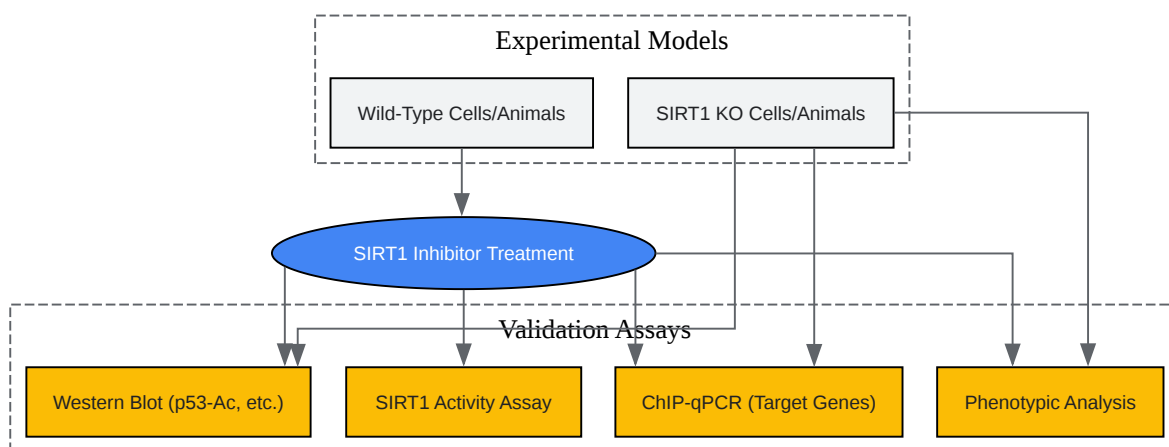 Experimental Models
Wild-Type Cells/Animals
SIRT1 KO Cells/Animals
SIRT1 Inhibitor Treatment
Validation Assays
Western Blot (p53-Ac, etc.)
SIRT1 Activity Assay
ChIP-qPCR (Target Genes)
Phenotypic Analysis